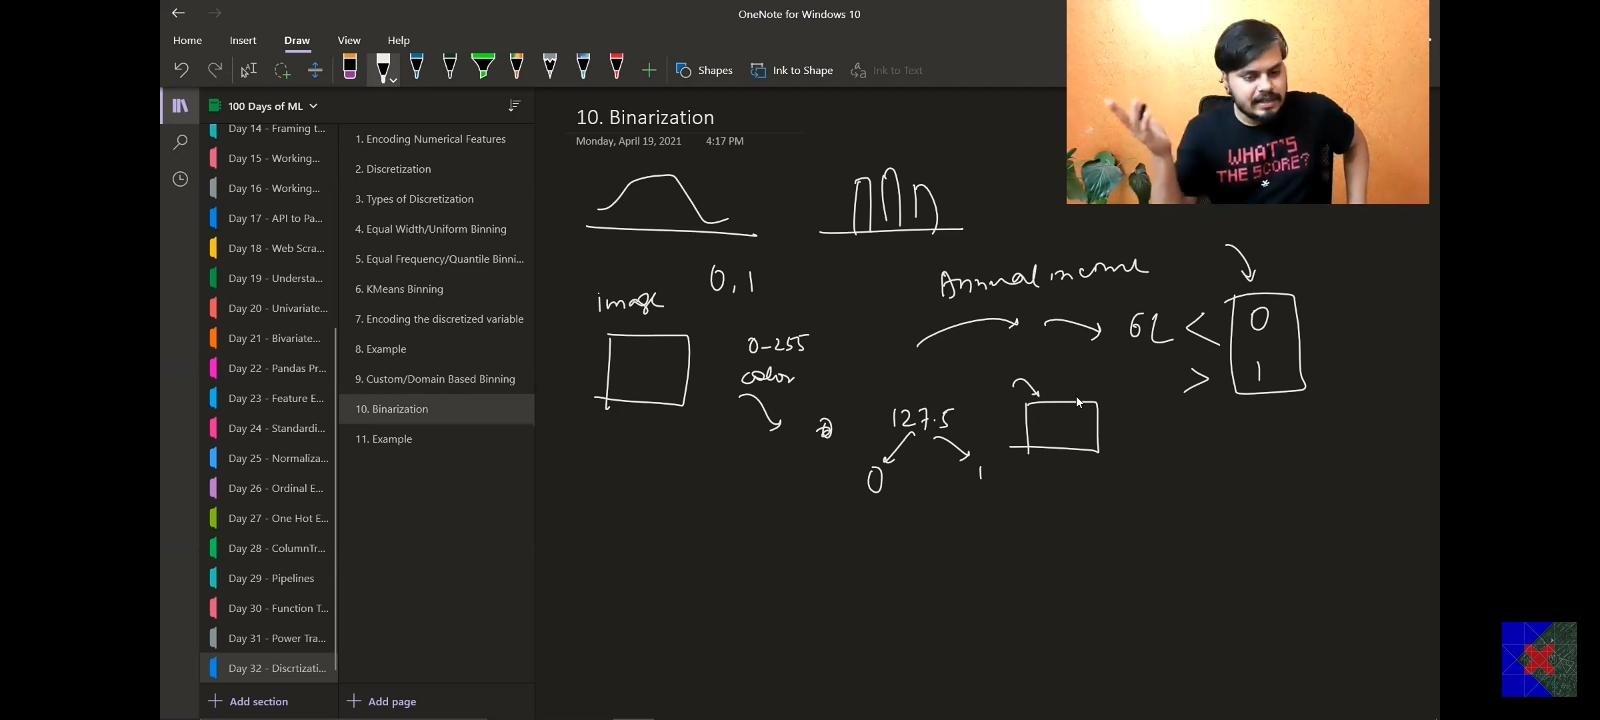 OneNote for Windows 10
Home Insert Draw View Help
Shapes Ink to Shape Ink to Text
100 Days of ML
Day 14 - Framing t...
Day 15 - Working...
Day 16 - Working...
Day 17 - API to Pa...
Day 18 - Web Scra...
Day 19 - Understa...
Day 20 - Univariate...
Day 21 - Bivariate...
Day 22 - Pandas Pr...
Day 23 - Feature E...
Day 24 - Standardi...
Day 25 - Normaliza...
Day 26 - Ordinal E...
Day 27 - One Hot E...
Day 28 - ColumnTr...
Day 29 - Pipelines
Day 30 - Function T...
Day 31 - Power Tra...
Day 32 - Discrtizati...
Add section
1. Encoding Numerical Features
2. Discretization
3. Types of Discretization
4. Equal Width/Uniform Binning
5. Equal Frequency/Quantile Binni...
6. KMeans Binning
7. Encoding the discretized variable
8. Example
9. Custom/Domain Based Binning
10. Binarization
11. Example
Add page
10. Binarization
Monday, April 19, 2021 4:17 PM
0, 1
Annual income
image
6L < 0
0-255
color
> 1
127.5
0 1
WHAT'S
THE SCORE?